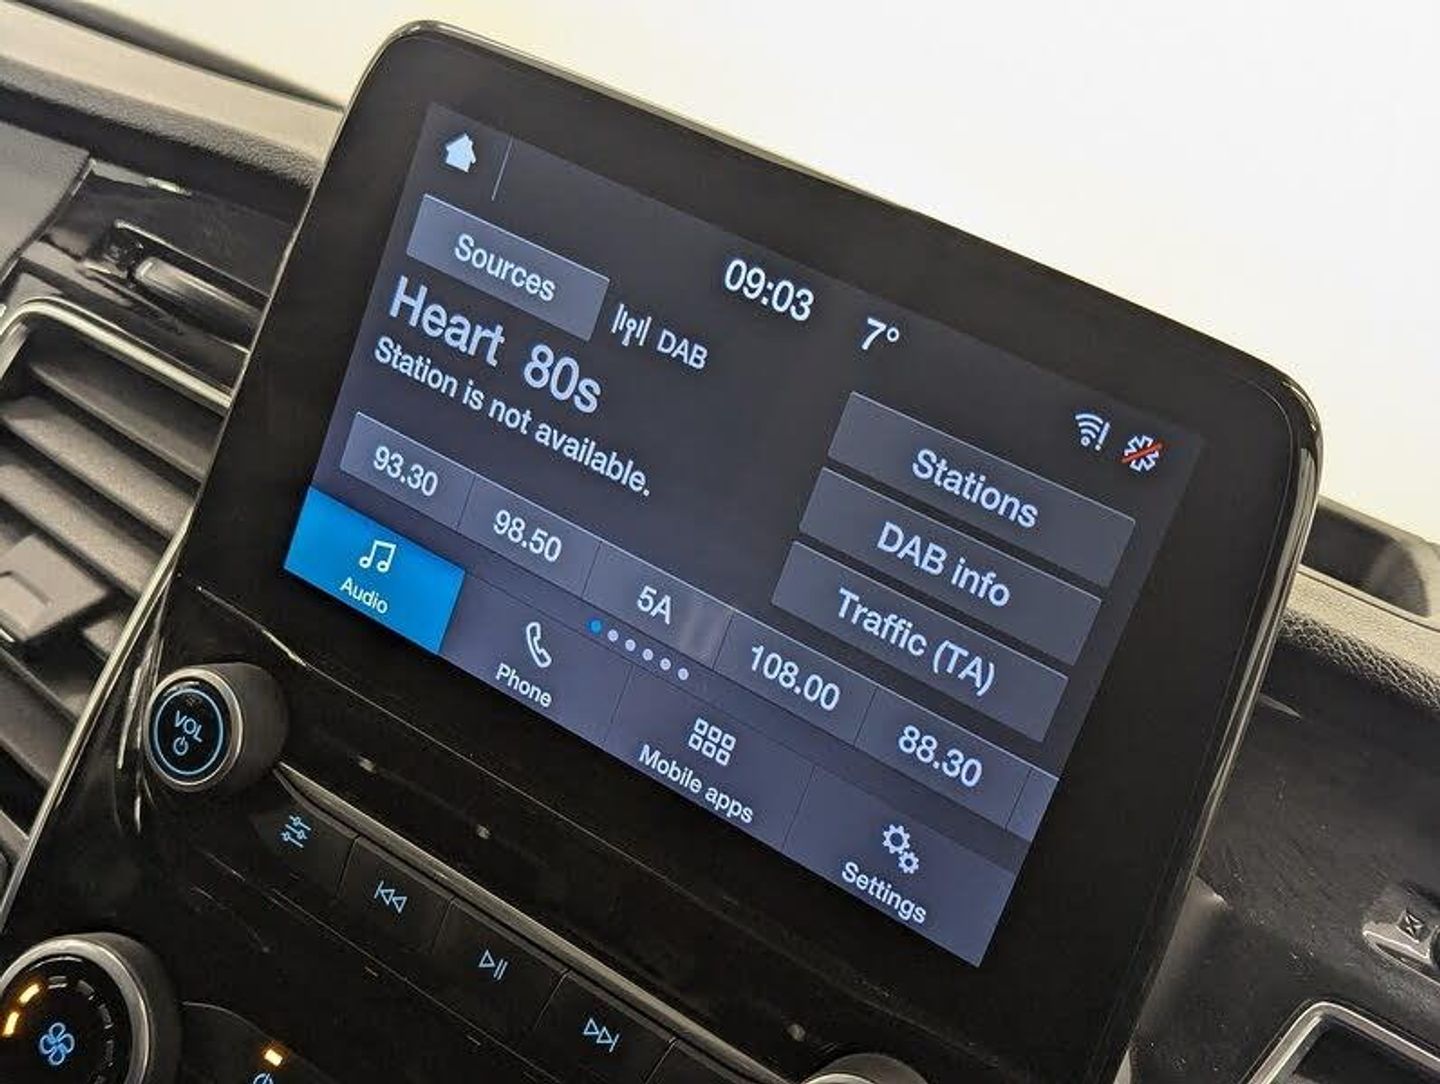 09:03
7°
Sources
DAB
Heart 80s
Station is not available.
Stations
DAB info
Traffic (TA)
93.30
98.50
5A
108.00
88.30
Audio
Phone
Mobile apps
Settings
VOL